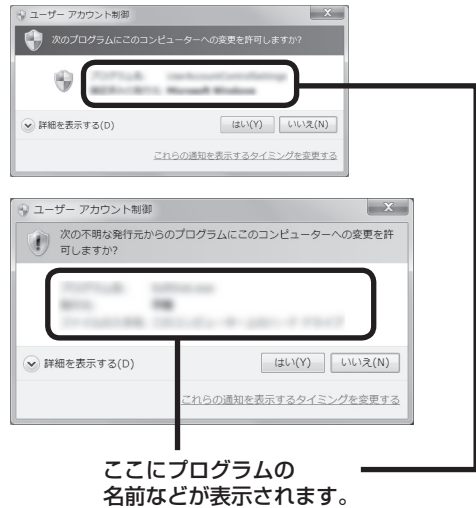 ユーザー アカウント制御
次のプログラムにこのコンピューターへの変更を許可しますか?
詳細を表示する(D)
はい(Y)
いいえ(N)
これらの通知を表示するタイミングを変更する
ユーザー アカウント制御
次の不明な発行元からのプログラムにこのコンピューターへの変更を許
可しますか?
詳細を表示する(D)
はい(Y)
いいえ(N)
これらの通知を表示するタイミングを変更する
ここにプログラムの
名前などが表示されます。